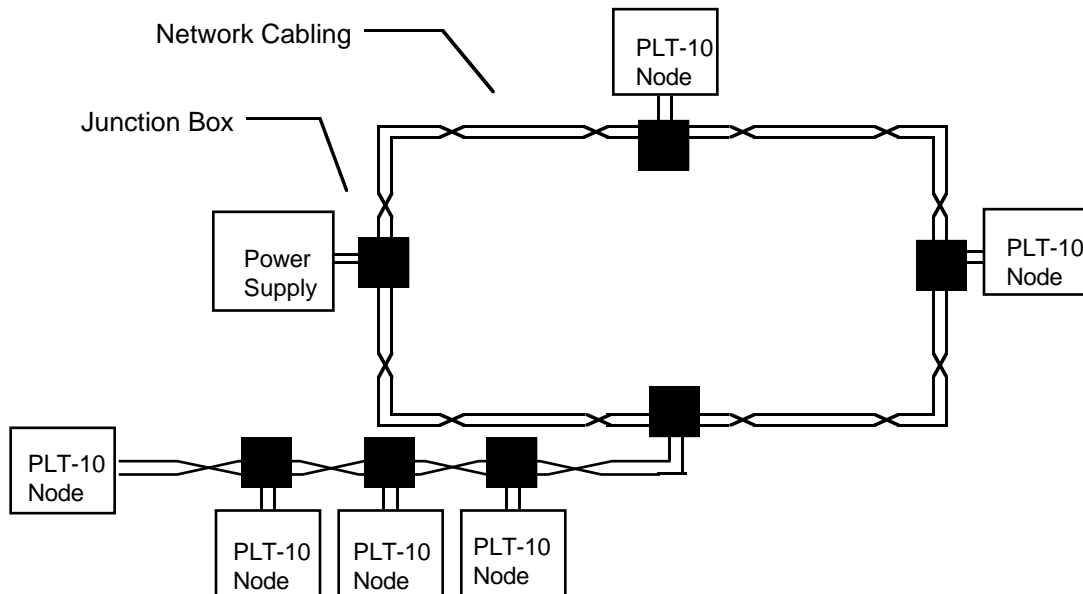 Network Cabling
PLT-10
Node
Junction Box
Power
Supply
PLT-10
Node
PLT-10
Node
PLT-10
Node
PLT-10
Node
PLT-10
Node